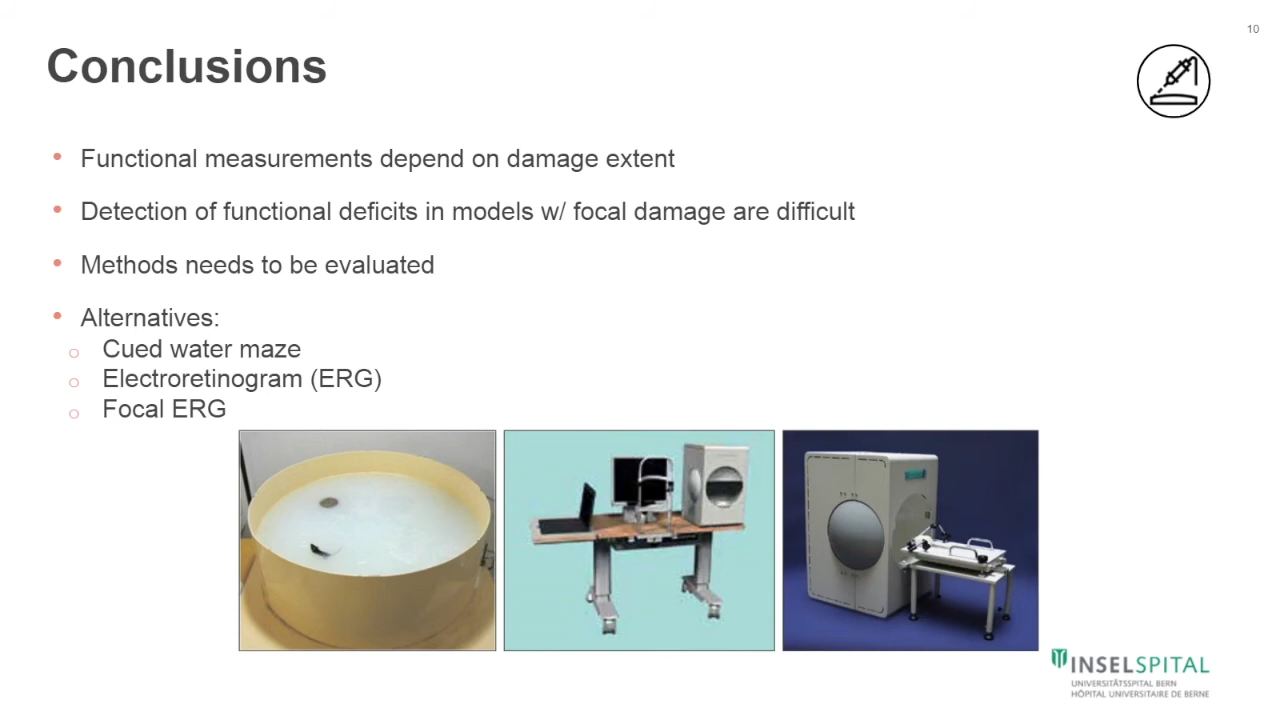 10
Conclusions
• Functional measurements depend on damage extent
• Detection of functional deficits in models w/ focal damage are difficult
• Methods needs to be evaluated
• Alternatives:
o Cued water maze
o Electroretinogram (ERG)
o Focal ERG
INSELSPITAL
UNIVERSITÄTSSPITAL BERN
HÔPITAL UNIVERSITAIRE DE BERNE